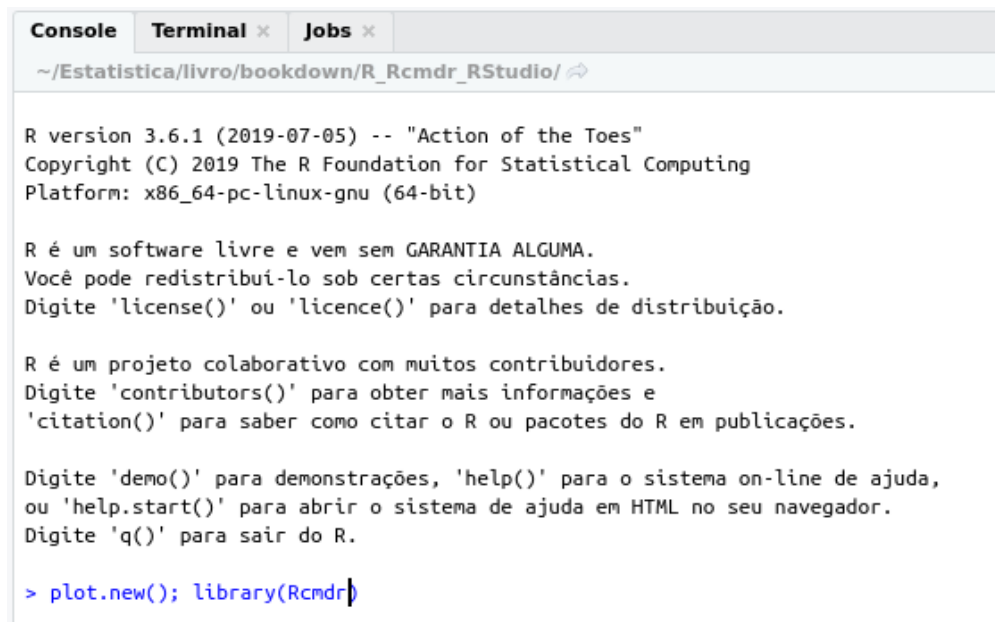 Console Terminal × Jobs ×
~/Estatistica/livro/bookdown/R_Rcmdr_RStudio/
R version 3.6.1 (2019-07-05) -- "Action of the Toes"
Copyright (C) 2019 The R Foundation for Statistical Computing
Platform: x86_64-pc-linux-gnu (64-bit)
R é um software livre e vem sem GARANTIA ALGUMA.
Você pode redistribuí-lo sob certas circunstâncias.
Digite 'license()' ou 'licence()' para detalhes de distribuição.
R é um projeto colaborativo com muitos contribuidores.
Digite 'contributors()' para obter mais informações e
'citation()' para saber como citar o R ou pacotes do R em publicações.
Digite 'demo()' para demonstrações, 'help()' para o sistema on-line de ajuda,
ou 'help.start()' para abrir o sistema de ajuda em HTML no seu navegador.
Digite 'q()' para sair do R.
> plot.new(); library(Rcmdr)